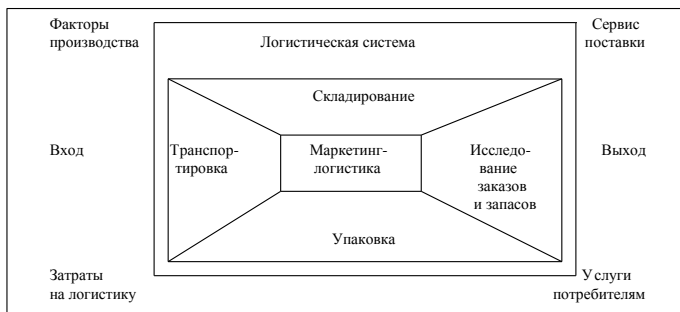 Факторы
производства
Логистическая система
Сервис
поставки
Складирование
Вход
Транспор-
тировка
Маркетинг-
логистика
Исследо-
вание
заказов
и запасов
Выход
Упаковка
Затраты
на логистику
Услуги
потребителям